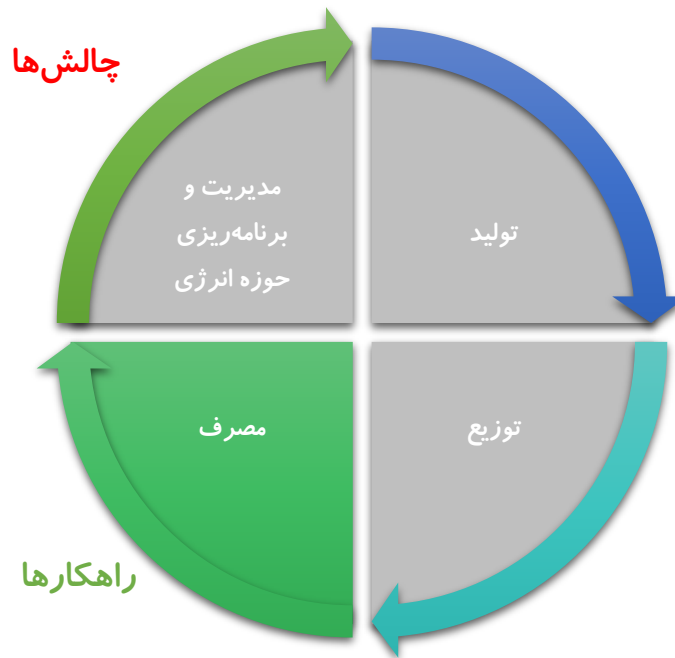 چالش‌ها
مدیریت و
برنامه‌ریزی
حوزه انرژی
تولید
توزیع
مصرف
راهکارها